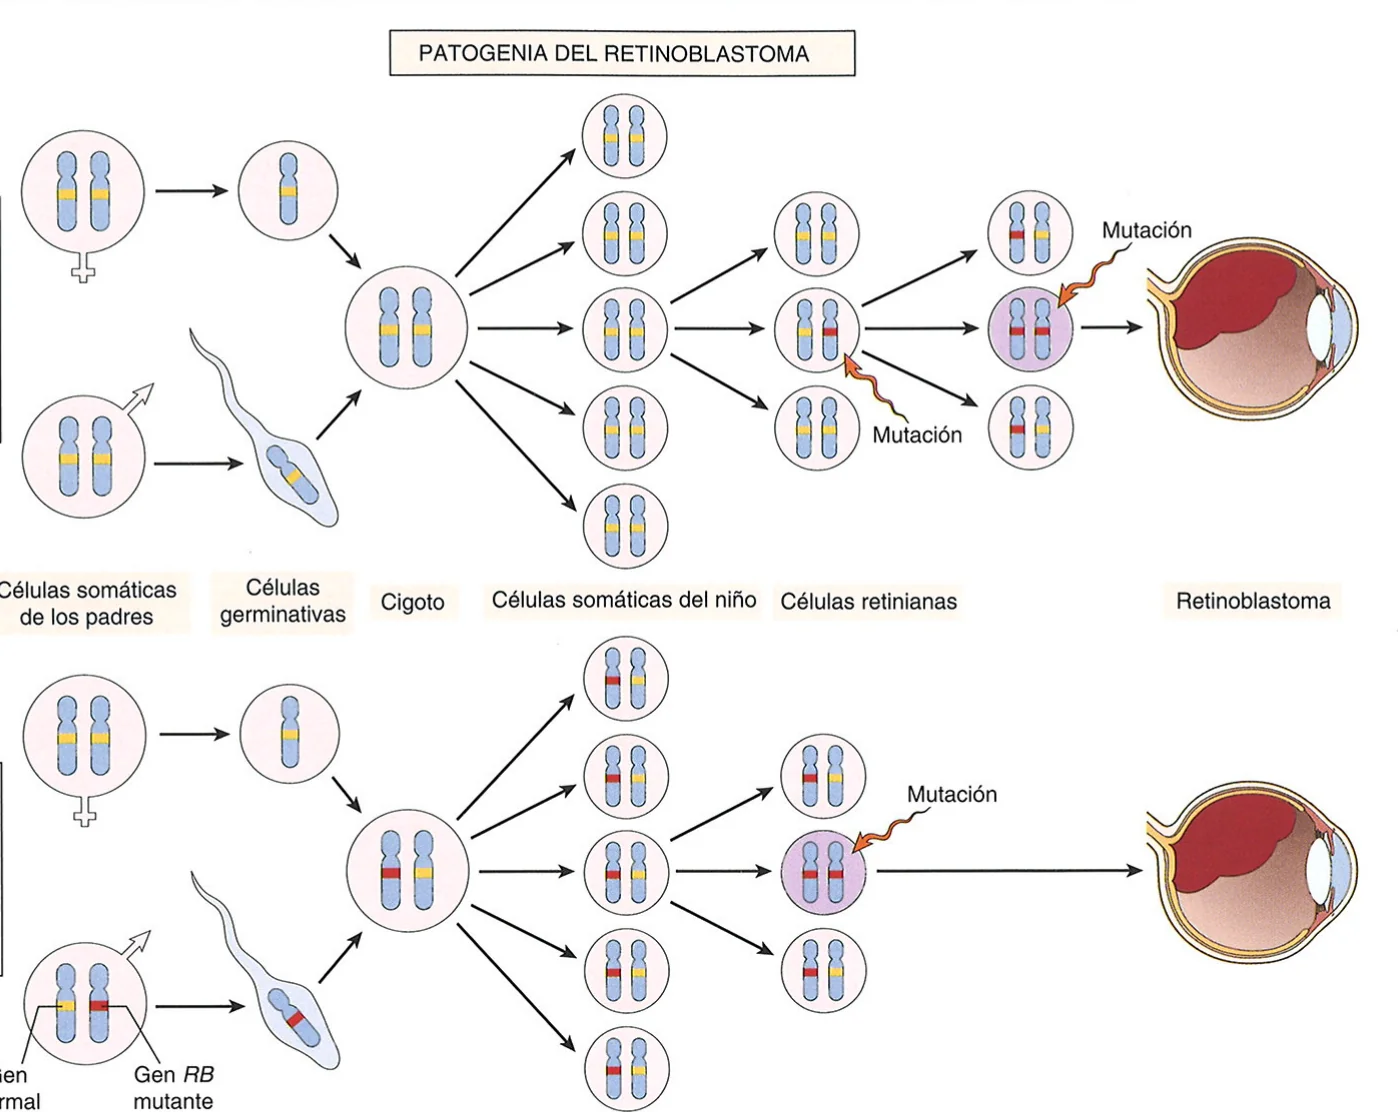 PATOGENIA DEL RETINOBLASTOMA
Mutación
Mutación
Células somáticas
de los padres
Células
germinativas
Cigoto
Células somáticas del niño
Células retinianas
Retinoblastoma
Mutación
Gen RB
mutante